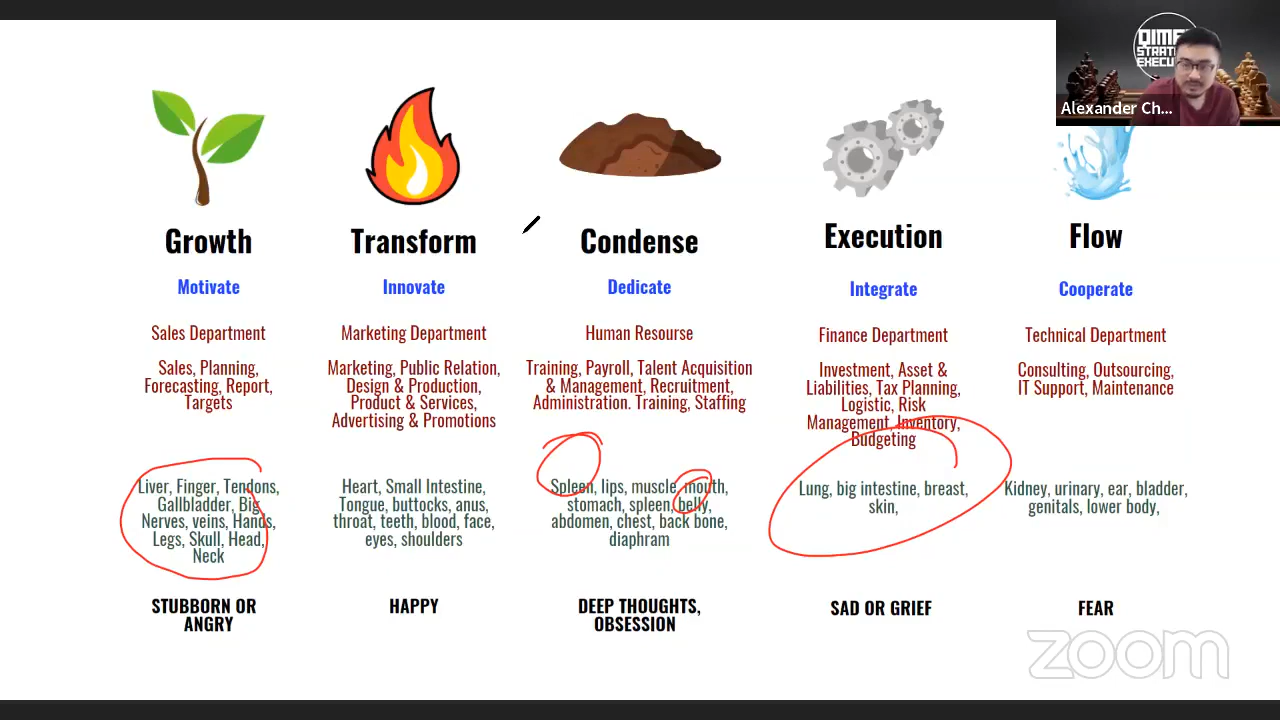 QIME
STRATE
EXECU
Alexander Ch...
Growth
Motivate
Sales Department
Sales, Planning,
Forecasting, Report,
Targets
Liver, Finger, Tendons,
Gallbladder, Big
Nerves, veins, Hands,
Legs, Skull, Head,
Neck
STUBBORN OR
ANGRY
Transform
Innovate
Marketing Department
Marketing, Public Relation,
Design & Production,
Product & Services,
Advertising & Promotions
Heart, Small Intestine,
Tongue, buttocks, anus,
throat, teeth, blood, face,
eyes, shoulders
HAPPY
Condense
Dedicate
Human Resourse
Training, Payroll, Talent Acquisition
& Management, Recruitment,
Administration. Training, Staffing
Spleen, lips, muscle, mouth,
stomach, spleen, belly,
abdomen, chest, back bone,
diaphram
DEEP THOUGHTS,
OBSESSION
Execution
Integrate
Finance Department
Investment, Asset &
Liabilities, Tax Planning,
Logistic, Risk
Management, Inventory,
Budgeting
Lung, big intestine, breast,
skin,
SAD OR GRIEF
Flow
Cooperate
Technical Department
Consulting, Outsourcing,
IT Support, Maintenance
Kidney, urinary, ear, bladder,
genitals, lower body,
FEAR
zoom